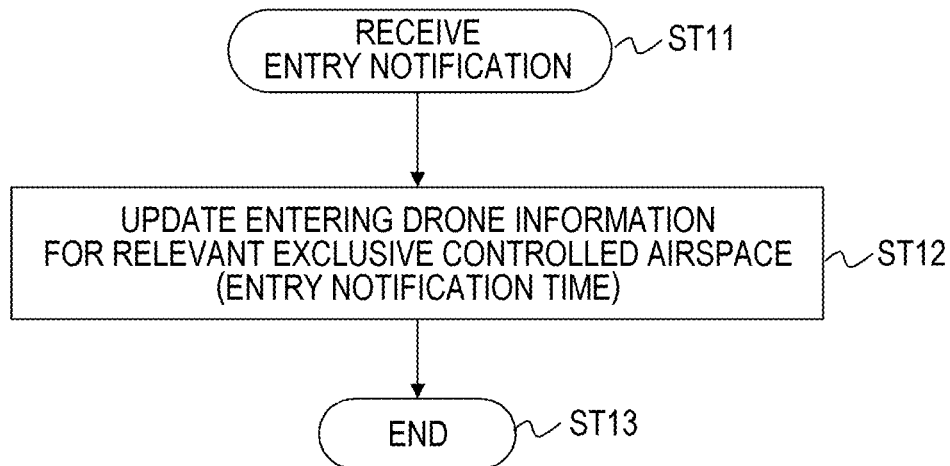 RECEIVE
ENTRY NOTIFICATION
ST11
UPDATE ENTERING DRONE INFORMATION
FOR RELEVANT EXCLUSIVE CONTROLLED AIRSPACE
(ENTRY NOTIFICATION TIME)
ST12
END
ST13